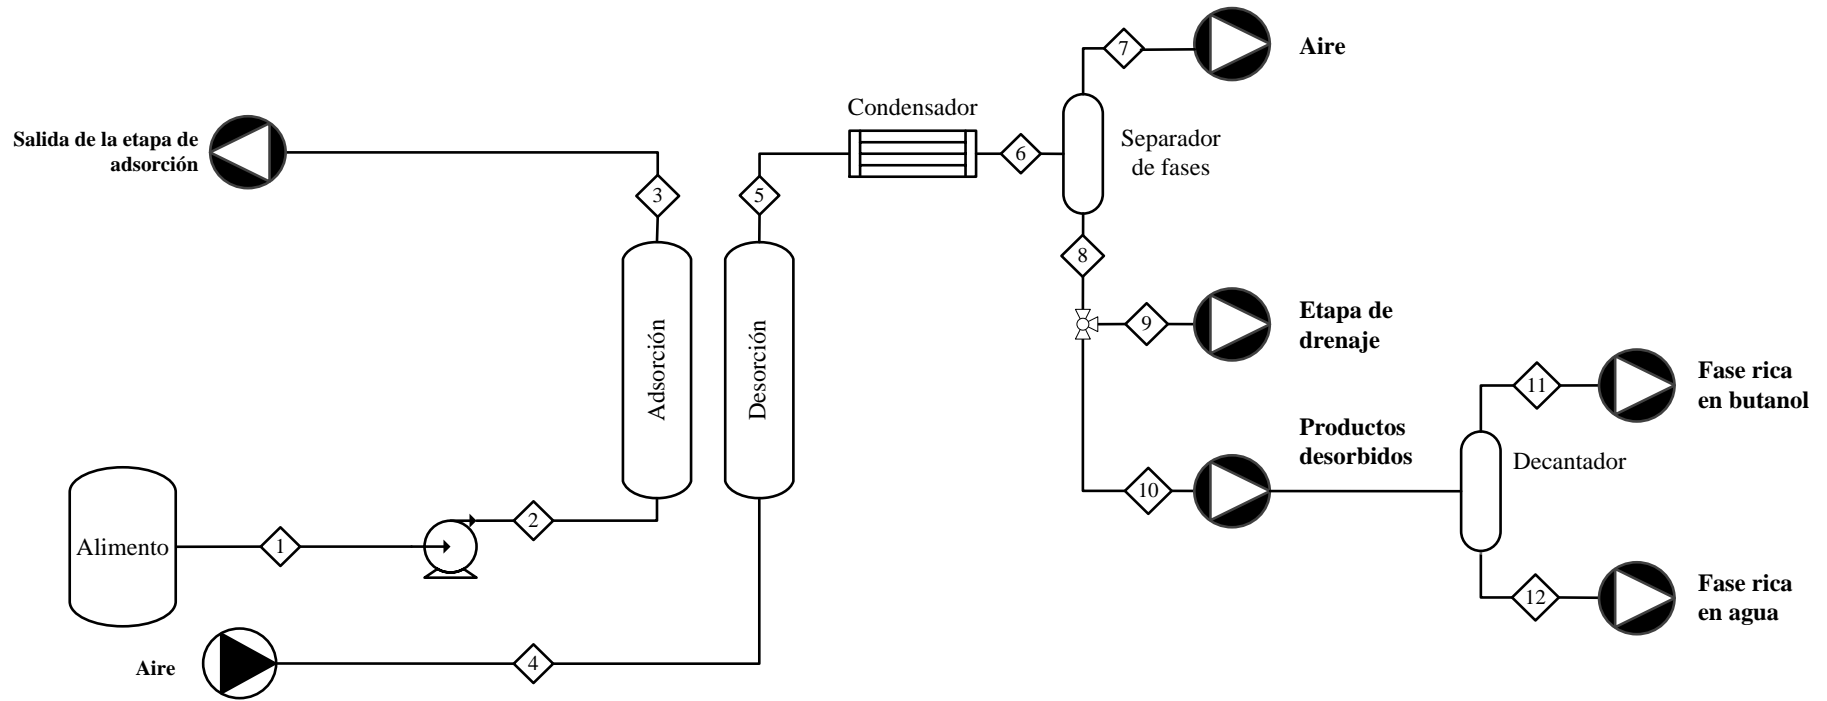 7
Aire
Condensador
Separador
de fases
Salida de la etapa de
adsorción
6
3
5
8
Adsorción
Desorción
9
Etapa de
drenaje
11
Fase rica
en butanol
Productos
desorbidos
Decantador
10
2
Alimento
1
12
Fase rica
en agua
Aire
4